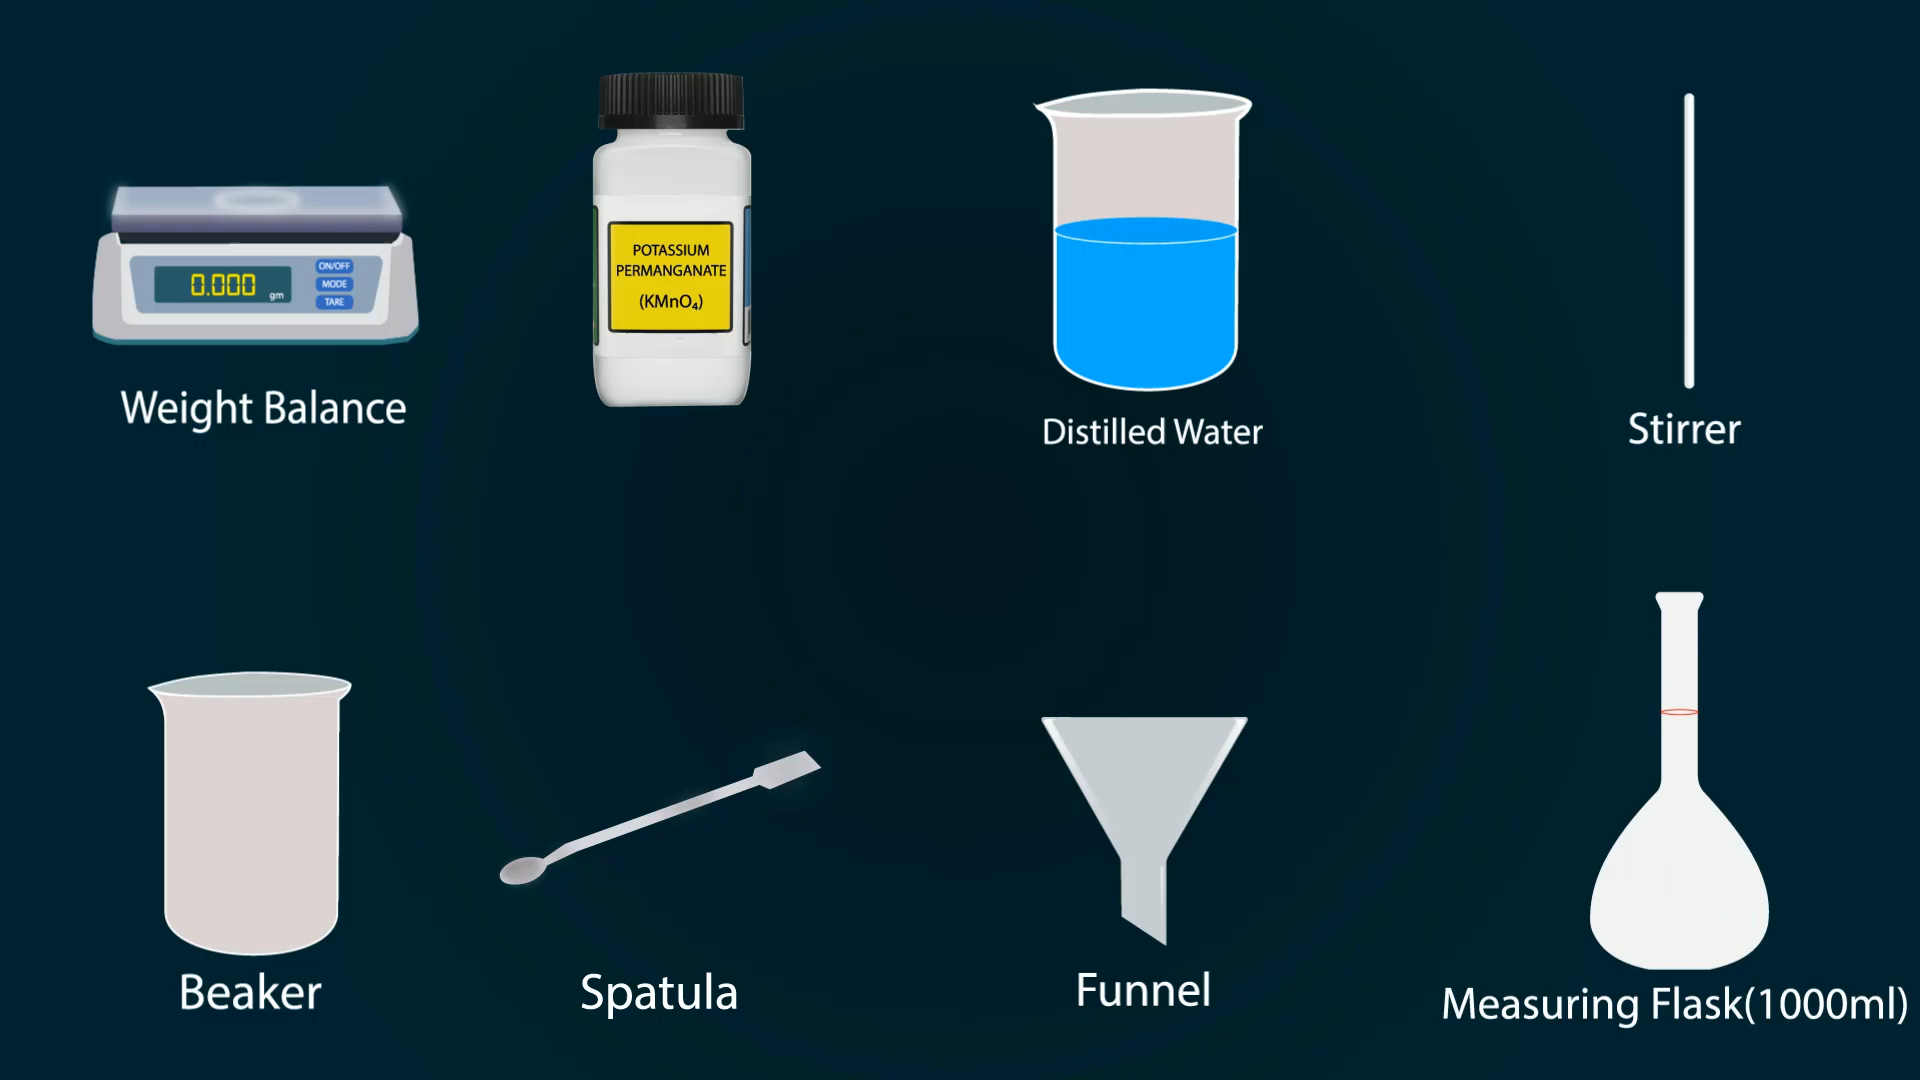 POTASSIUM
PERMANGANATE
(KMnO₄)
0.000 gm
ON/OFF
MODE
TARE
Weight Balance
Distilled Water
Stirrer
Beaker
Spatula
Funnel
Measuring Flask(1000ml)